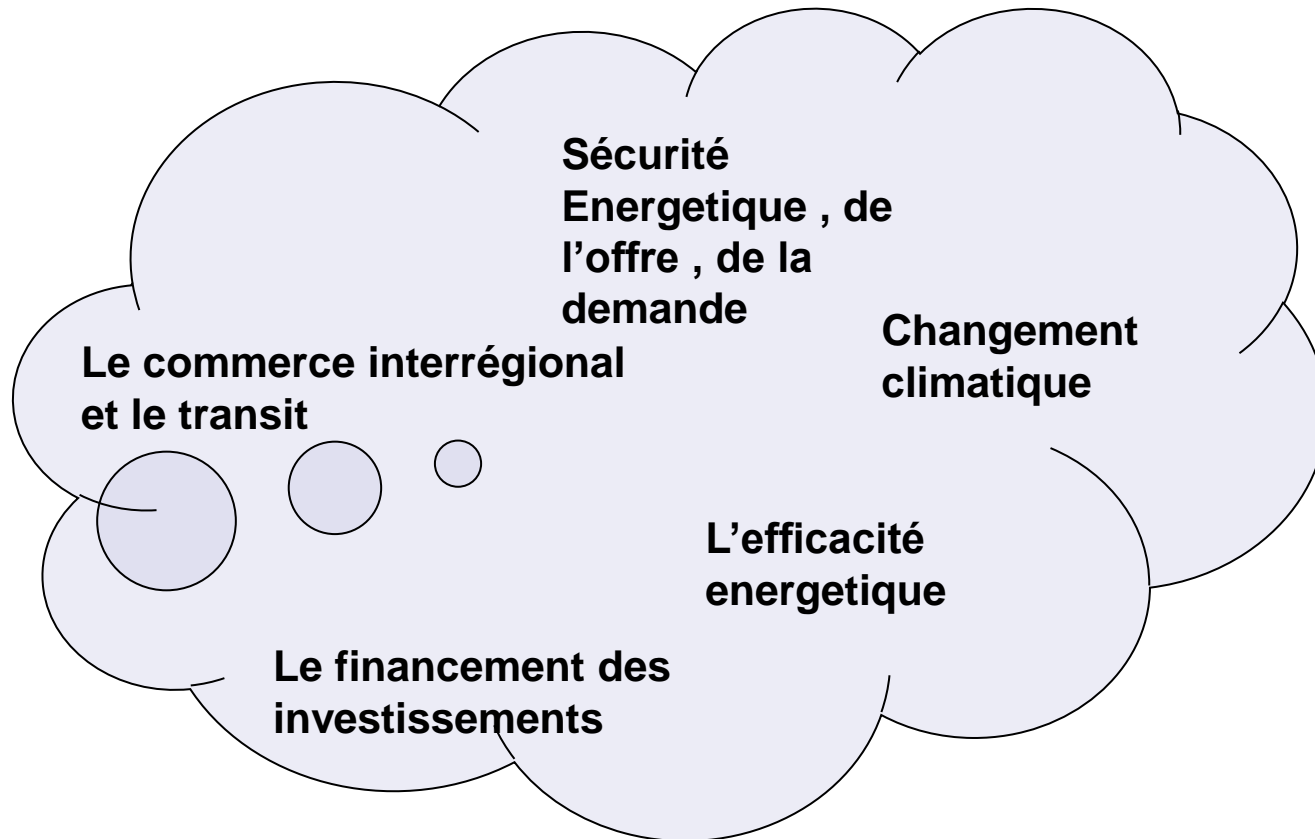 Sécurité
Energetique , de
l’offre , de la
demande
Changement
climatique
Le commerce interrégional
et le transit
L’efficacité
energetique
Le financement des
investissements